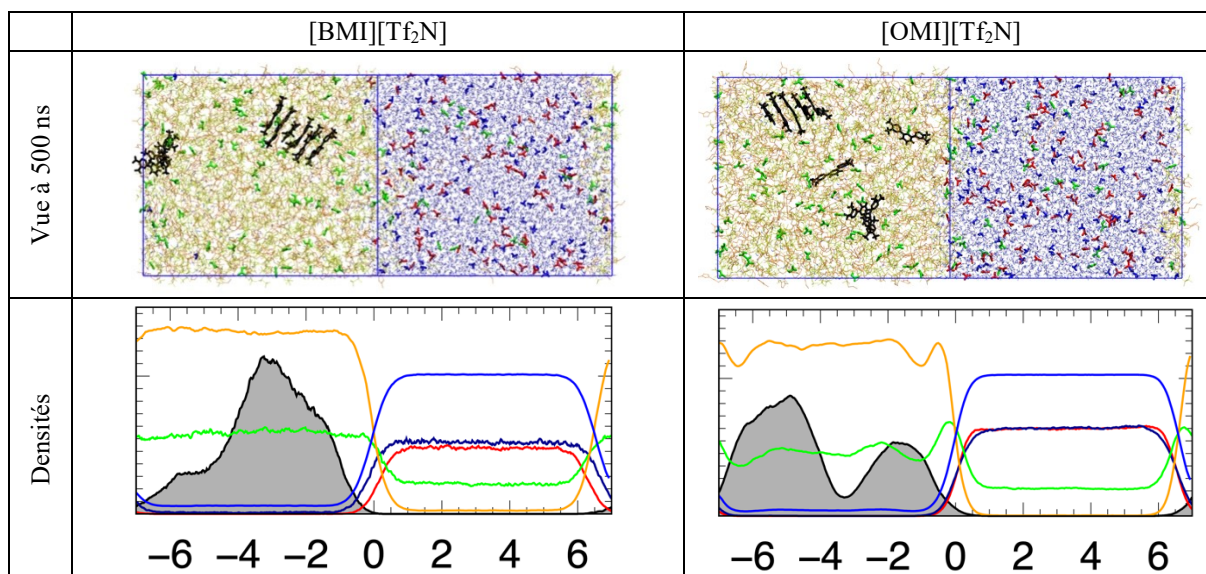 [BMI][Tf₂N]
[OMI][Tf₂N]
Vue à 500 ns
Densités
−6 −4 −2 0 2 4 6
−6 −4 −2 0 2 4 6